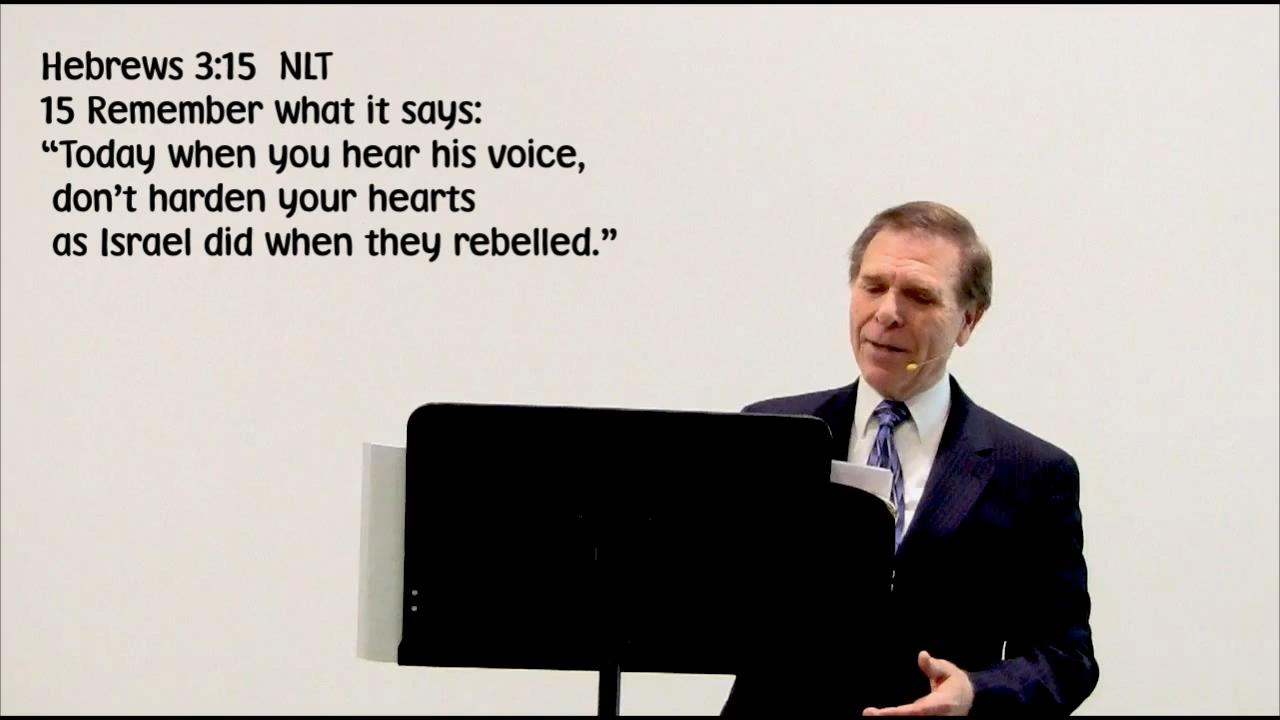 Hebrews 3:15  NLT
15 Remember what it says:
“Today when you hear his voice,
don’t harden your hearts
as Israel did when they rebelled.”